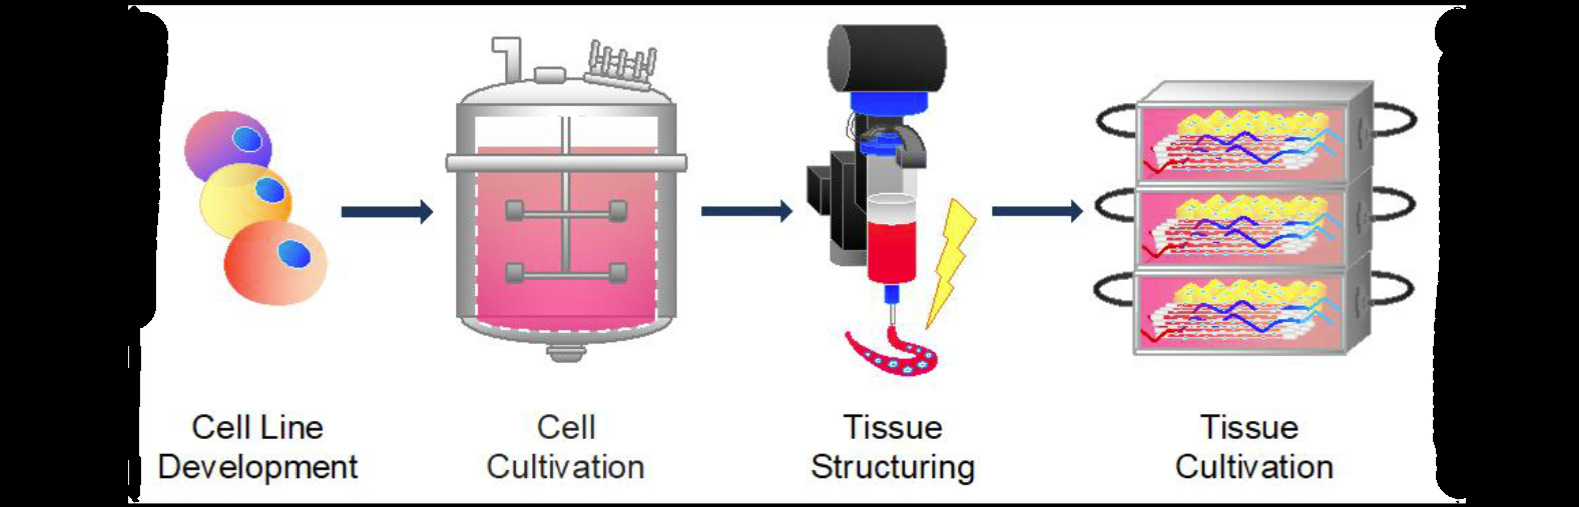 Cell Line
Development
Cell
Cultivation
Tissue
Structuring
Tissue
Cultivation